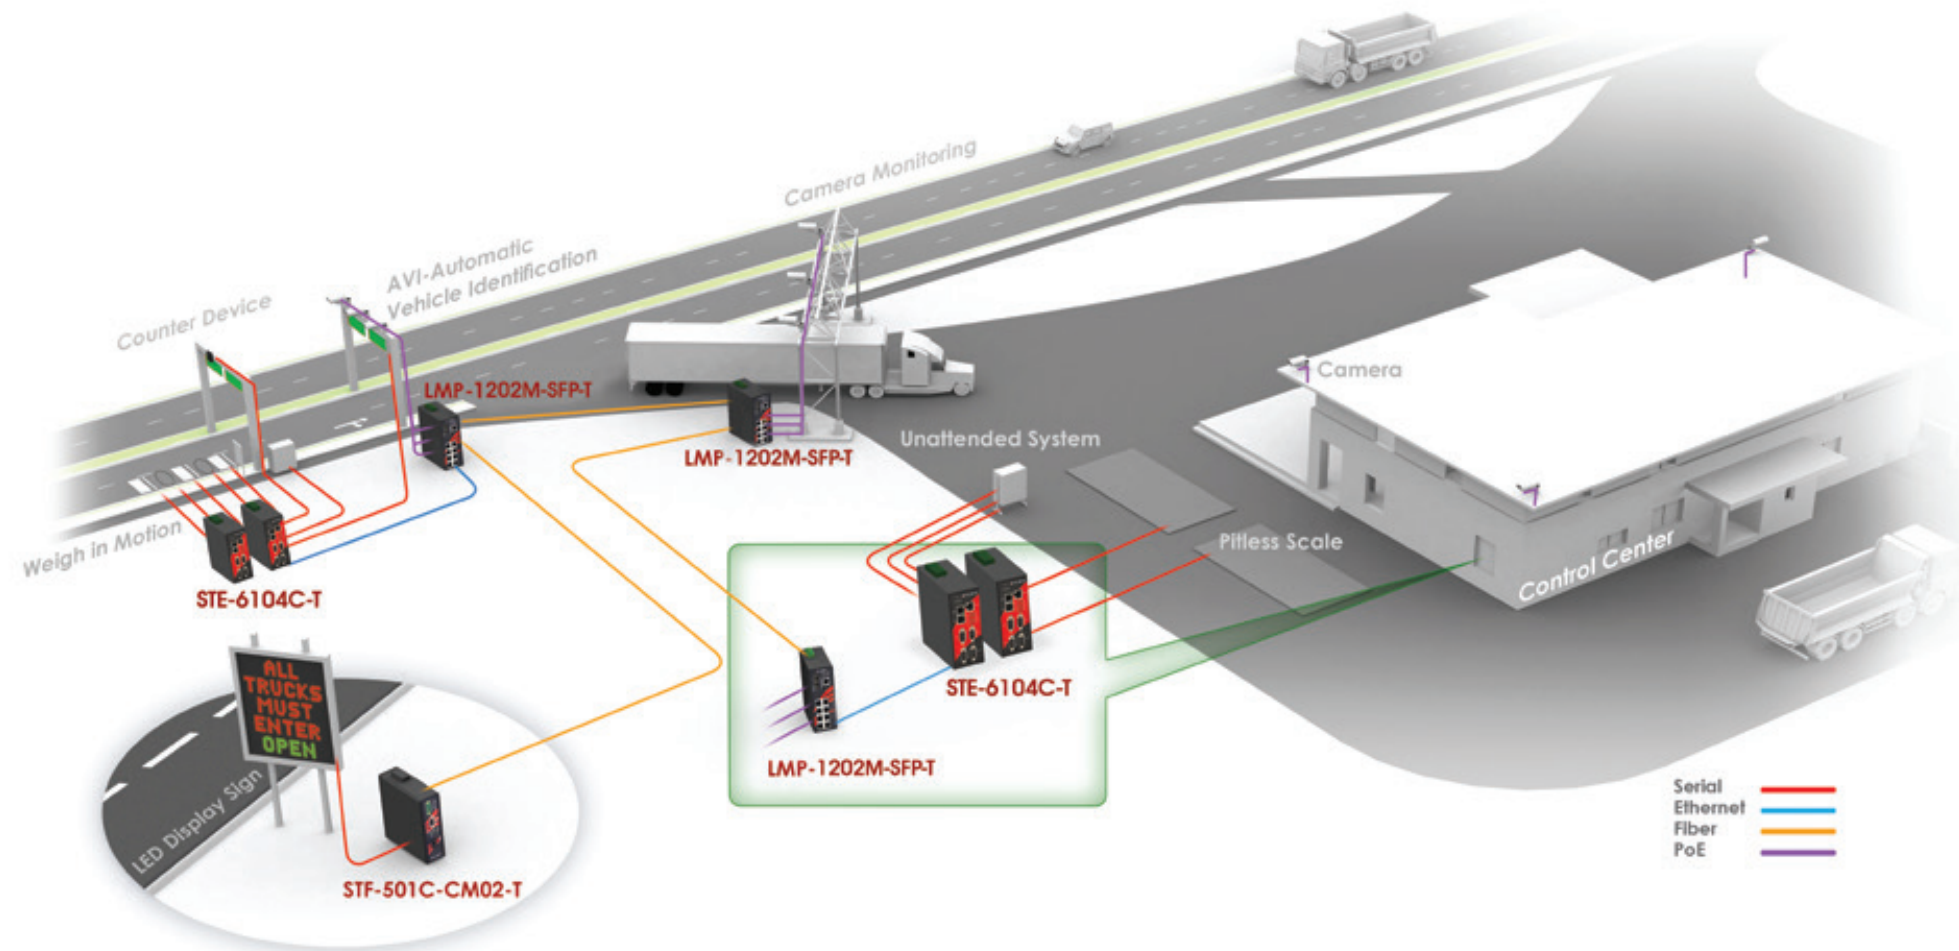 Camera Monitoring
AVI-Automatic
Vehicle Identification
Counter Device
LMP-1202M-SFP-T
Camera
Unattended System
LMP-1202M-SFP-T
Weigh in Motion
Pitless Scale
Control Center
STE-6104C-T
ALL
TRUCKS
MUST
ENTER
OPEN
STE-6104C-T
LMP-1202M-SFP-T
LED Display Sign
STF-501C-CM02-T
Serial
Ethernet
Fiber
PoE